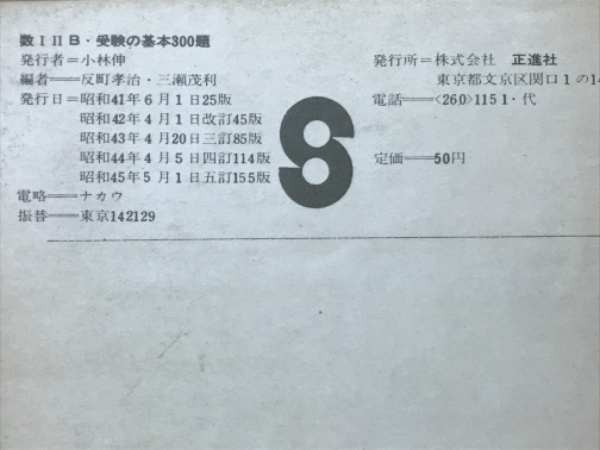 数ⅠⅡB・受験の基本300題
発行者＝小林伸
編者――反町孝治・三瀬茂利
発行日＝昭和41年6月1日25版
昭和42年4月1日改訂45版
昭和43年4月20日三訂85版
昭和44年4月5日四訂114版
昭和45年5月1日五訂155版
電略――ナカウ
振替――東京142129
発行所＝株式会社 正進社
東京都文京区関口1の14
電話――<260>1151・代
定価――50円